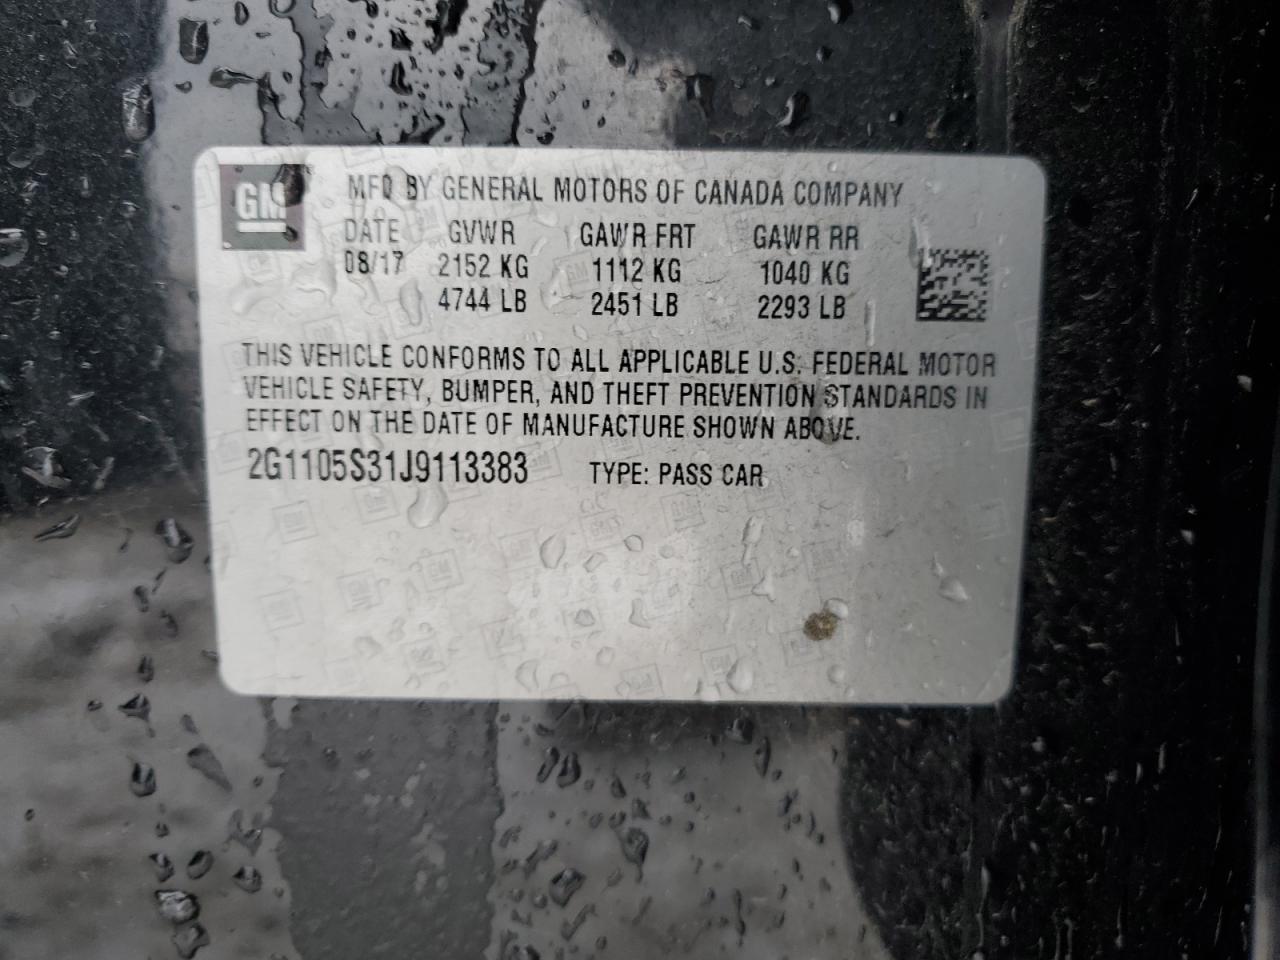 GM
MFD BY GENERAL MOTORS OF CANADA COMPANY
DATE GVWR GAWR FRT GAWR RR
08/17 2152 KG 1112 KG 1040 KG
4744 LB 2451 LB 2293 LB
THIS VEHICLE CONFORMS TO ALL APPLICABLE U.S. FEDERAL MOTOR
VEHICLE SAFETY, BUMPER, AND THEFT PREVENTION STANDARDS IN
EFFECT ON THE DATE OF MANUFACTURE SHOWN ABOVE.
2G1105S31J9113383 TYPE: PASS CAR